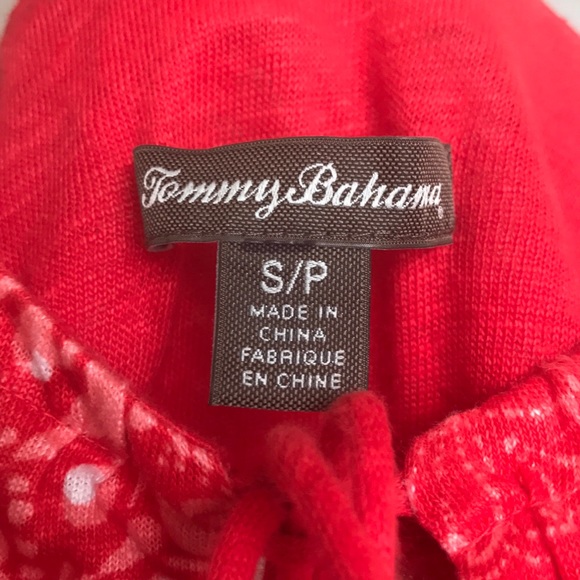 Tommy Bahama®
S/P
MADE IN
CHINA
FABRIQUE
EN CHINE